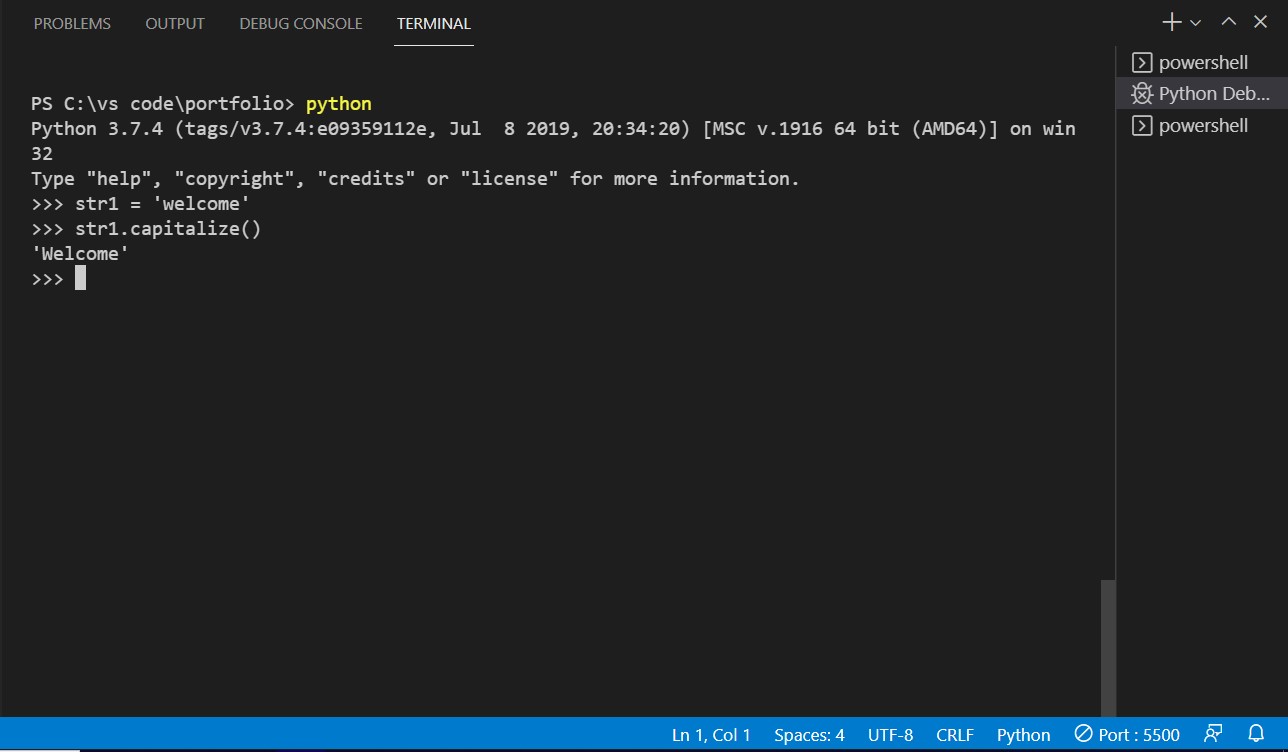 PROBLEMS OUTPUT DEBUG CONSOLE TERMINAL
powershell
Python Deb...
powershell
PS C:\vs code\portfolio> python
Python 3.7.4 (tags/v3.7.4:e09359112e, Jul  8 2019, 20:34:20) [MSC v.1916 64 bit (AMD64)] on win
32
Type "help", "copyright", "credits" or "license" for more information.
>>> str1 = 'welcome'
>>> str1.capitalize()
'Welcome'
>>>
Ln 1, Col 1 Spaces: 4 UTF-8 CRLF Python Port : 5500